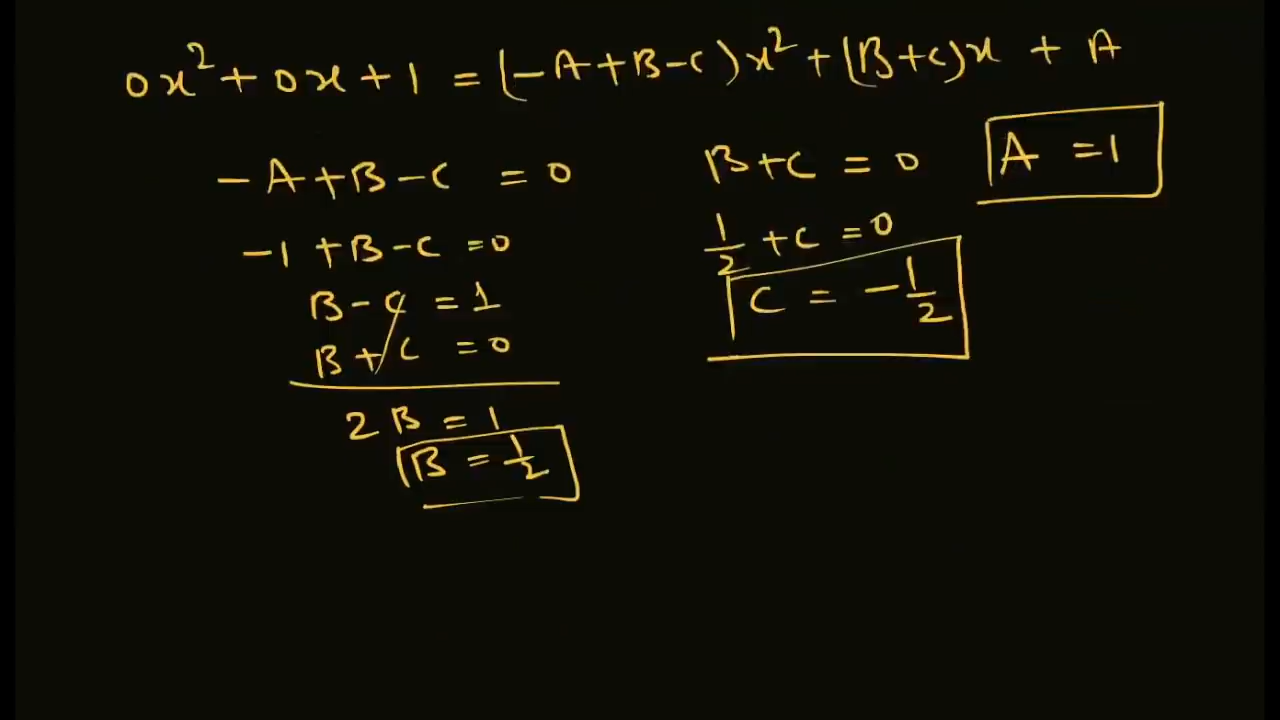 0x² + 0x + 1 = (-A+B-C)x² + (B+C)x + A
-A+B-C = 0
-1+B-C = 0
B-C = 1
B+C = 0
2B = 1
B = 1/2
B+C = 0
1/2 + C = 0
C = -1/2
A = 1